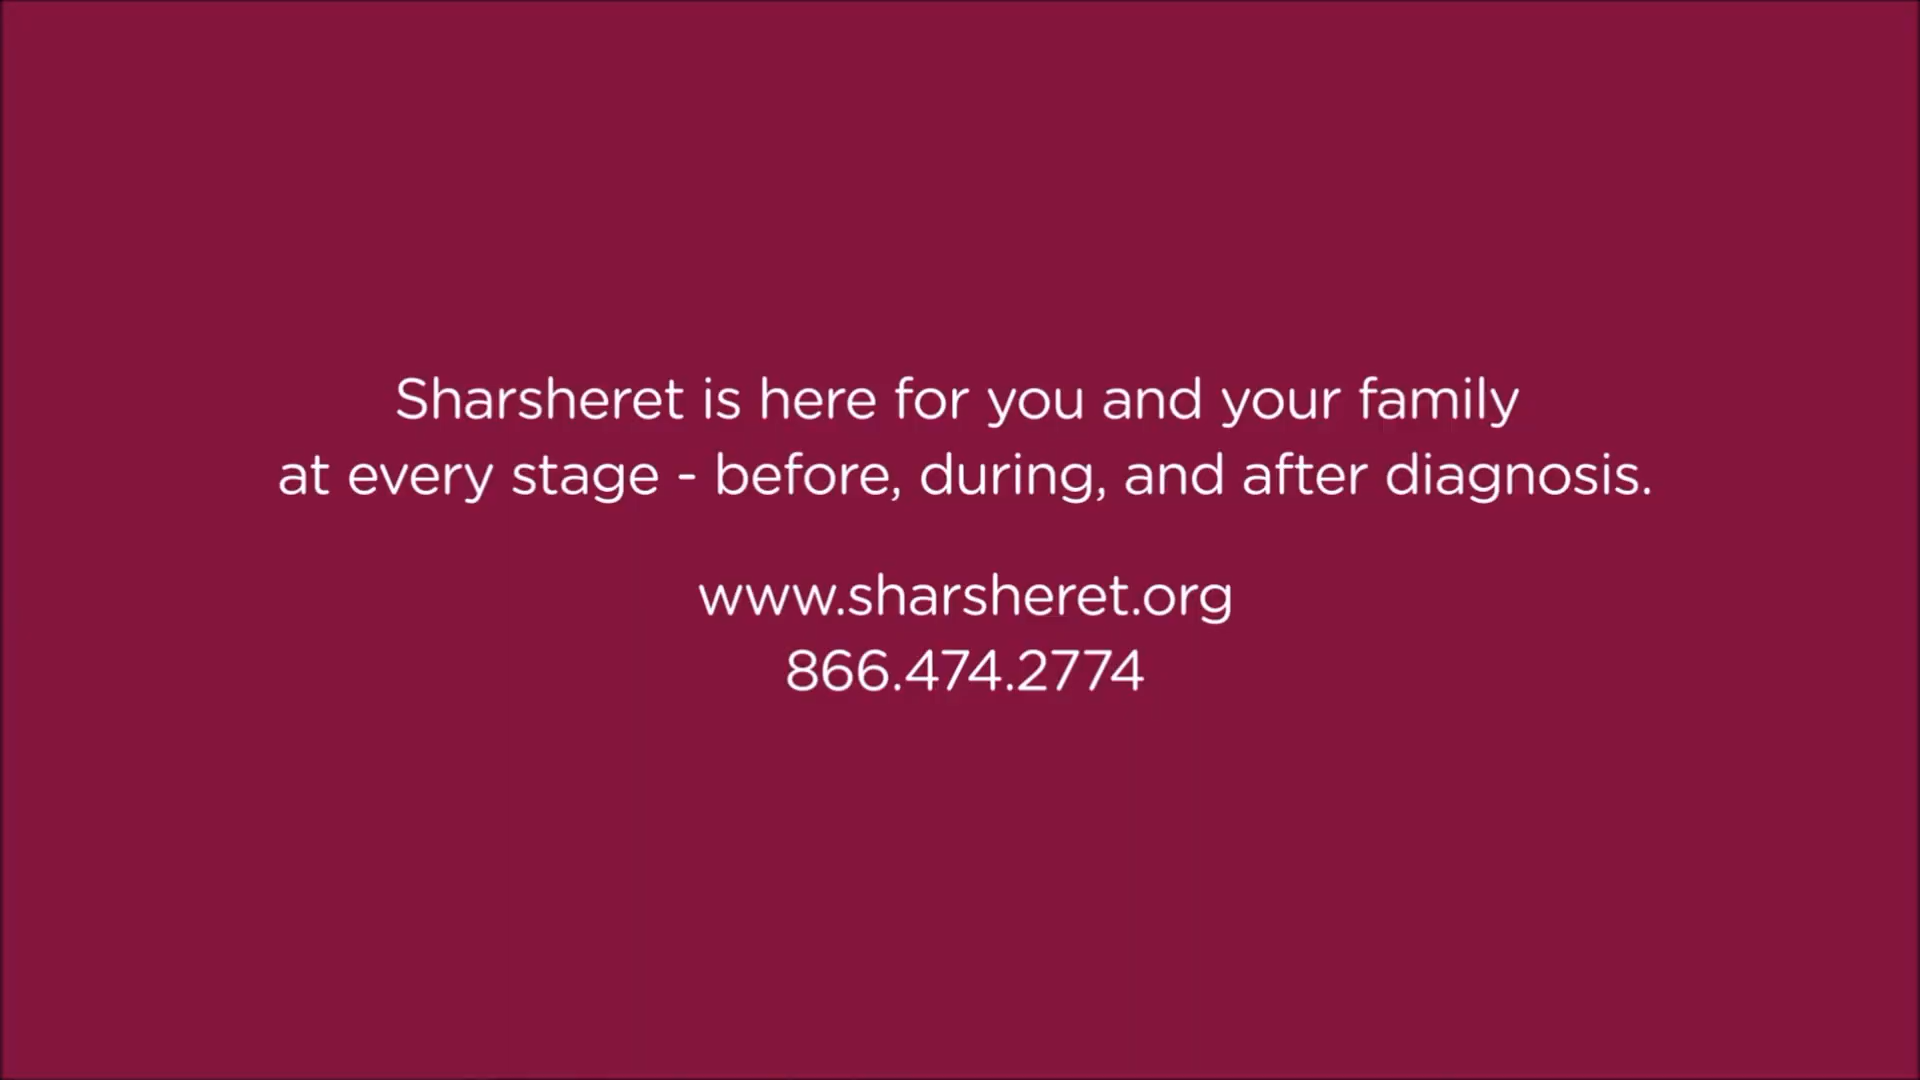 Sharsheret is here for you and your family
at every stage - before, during, and after diagnosis.
www.sharsheret.org
866.474.2774